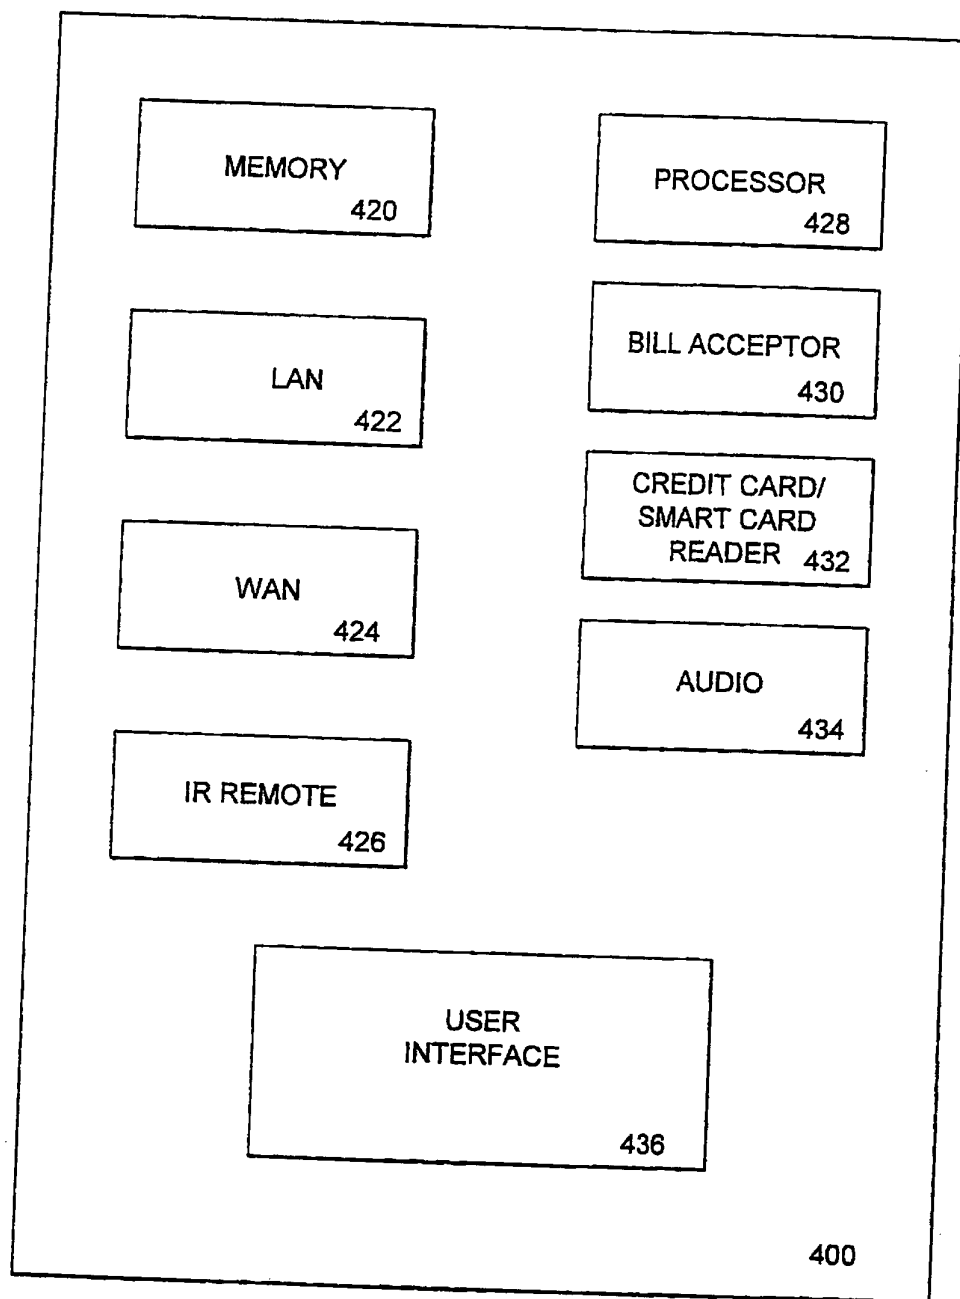 MEMORY
420
PROCESSOR
428
LAN
422
BILL ACCEPTOR
430
CREDIT CARD/
SMART CARD
READER 432
WAN
424
AUDIO
434
IR REMOTE
426
USER
INTERFACE
436
400